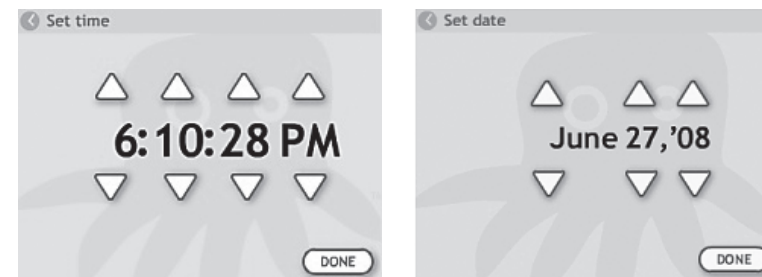 Set time
6:10:28 PM
DONE
Set date
June 27,'08
DONE